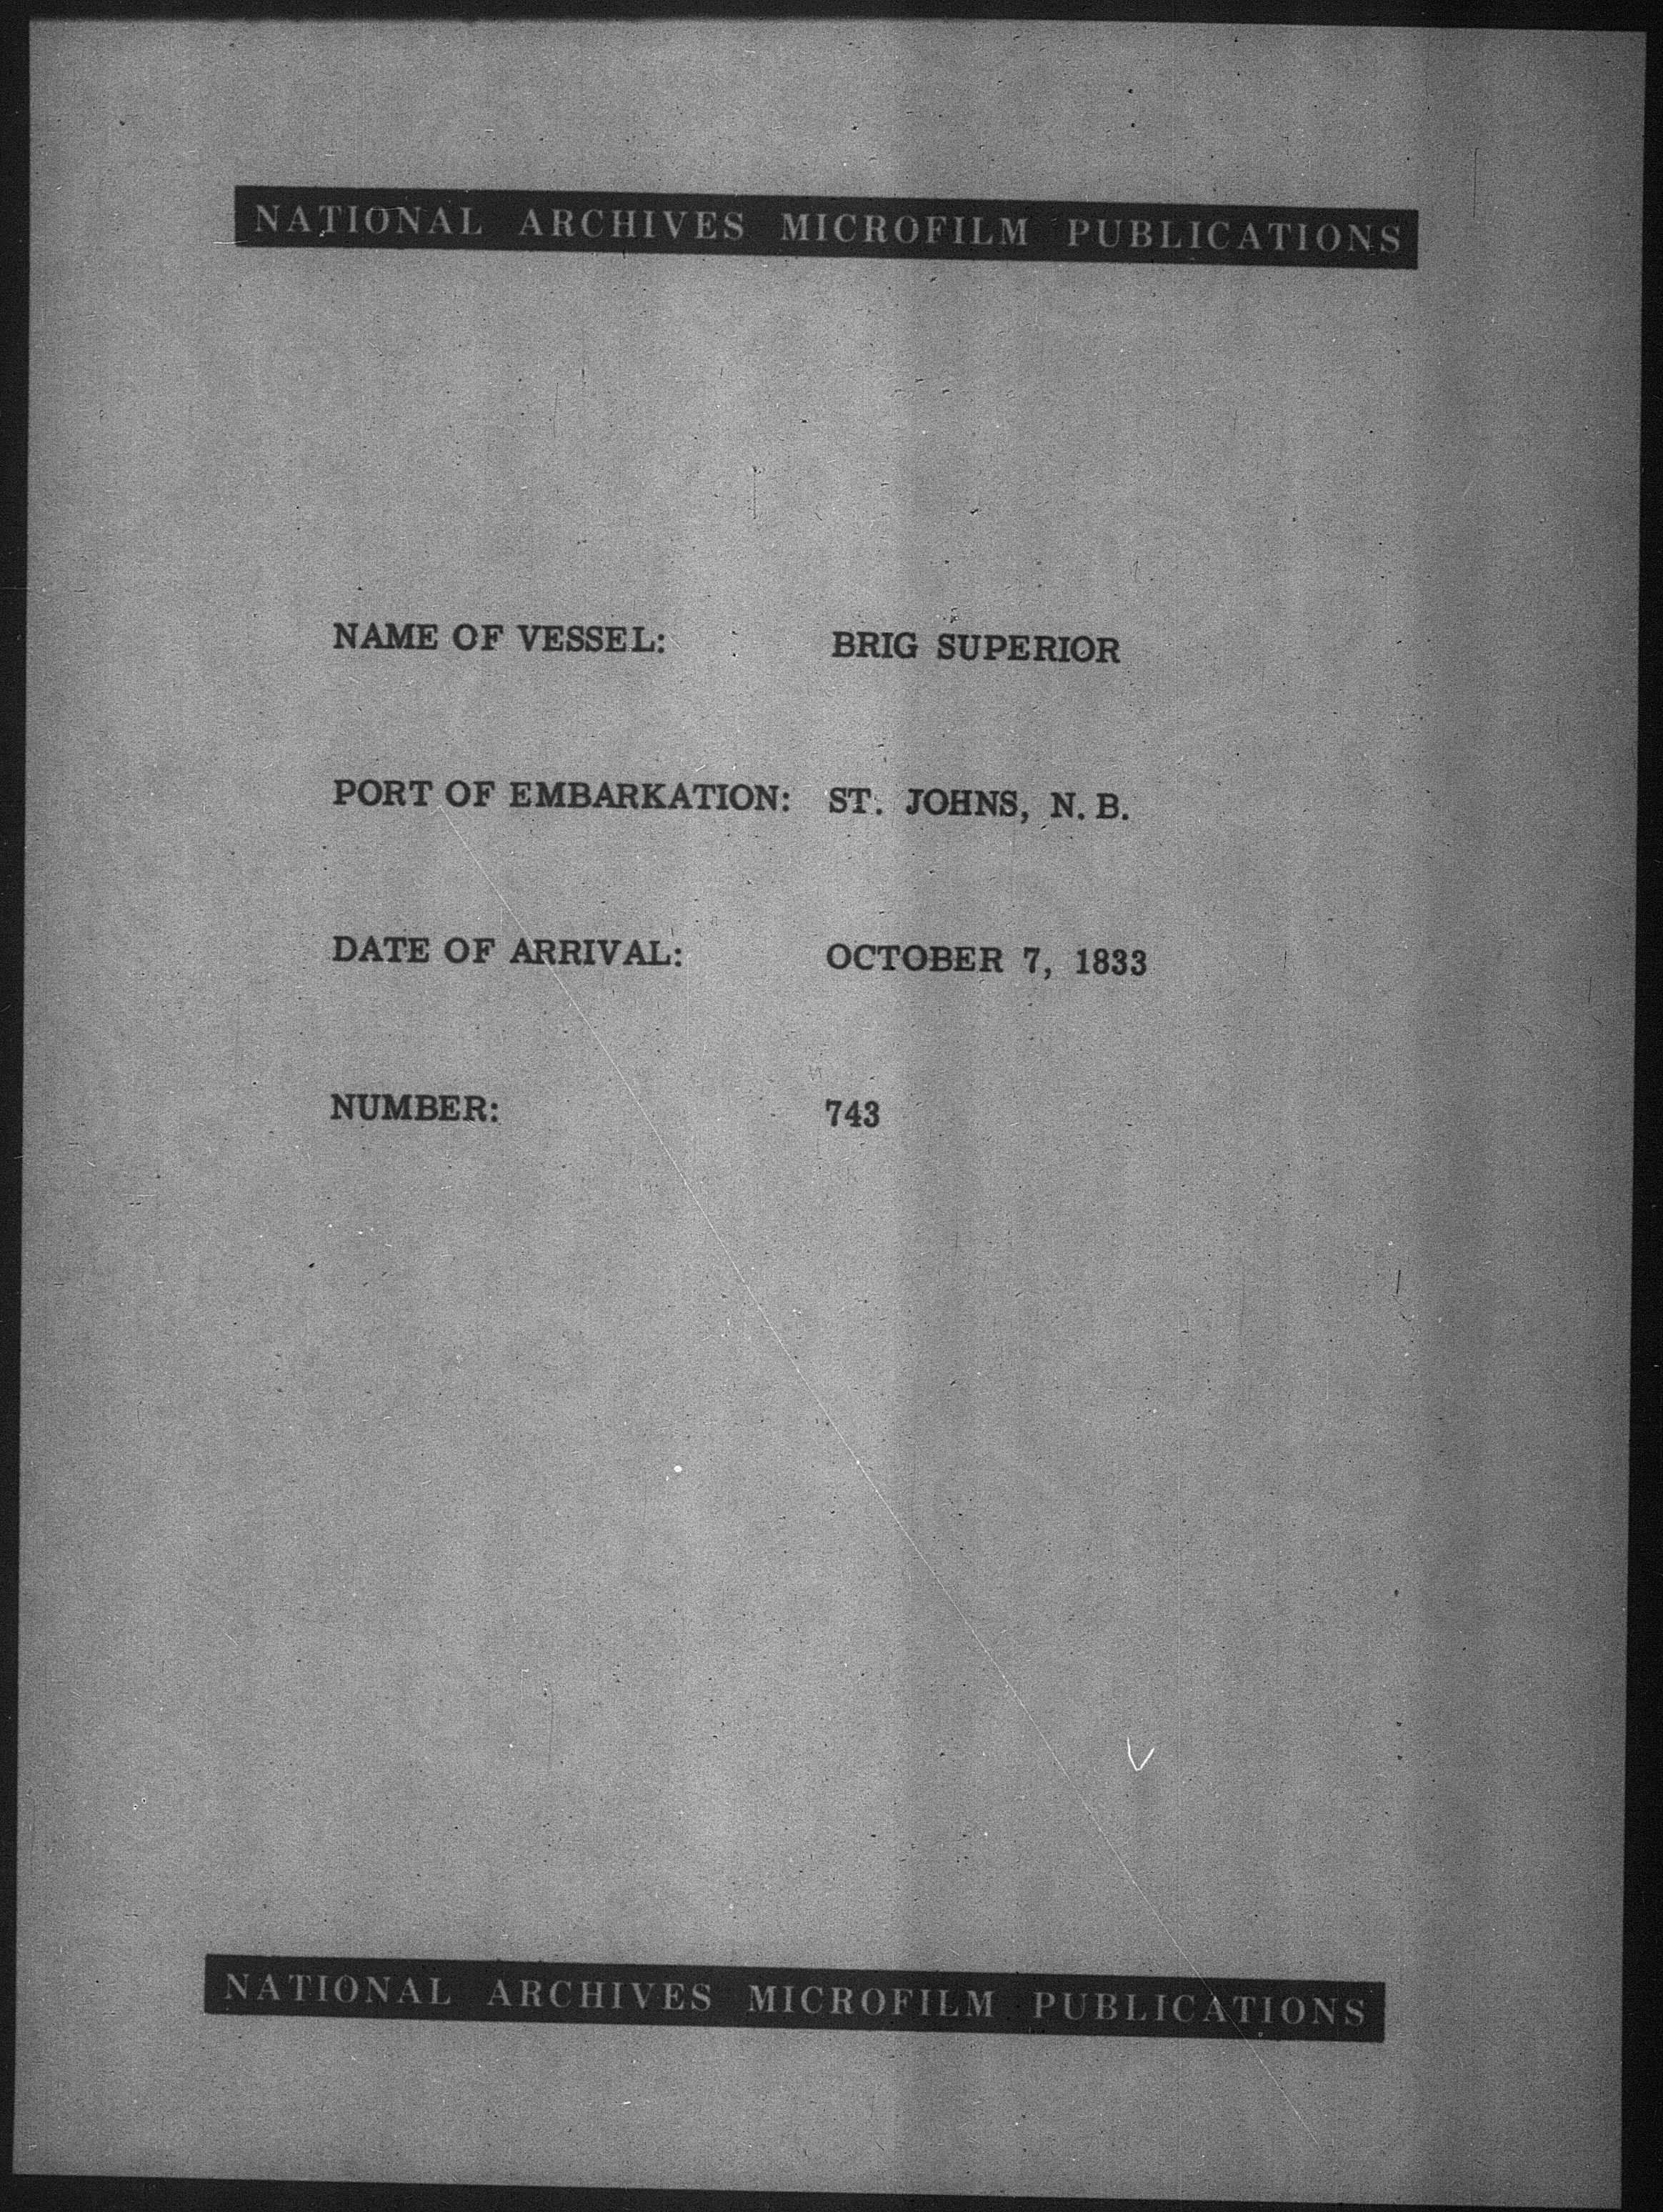 NATIONAL ARCHIVES MICROFILM PUBLICATIONS
NAME OF VESSEL: BRIG SUPERIOR
PORT OF EMBARKATION: ST. JOHNS, N. B.
DATE OF ARRIVAL: OCTOBER 7, 1833
NUMBER: 743
NATIONAL ARCHIVES MICROFILM PUBLICATIONS